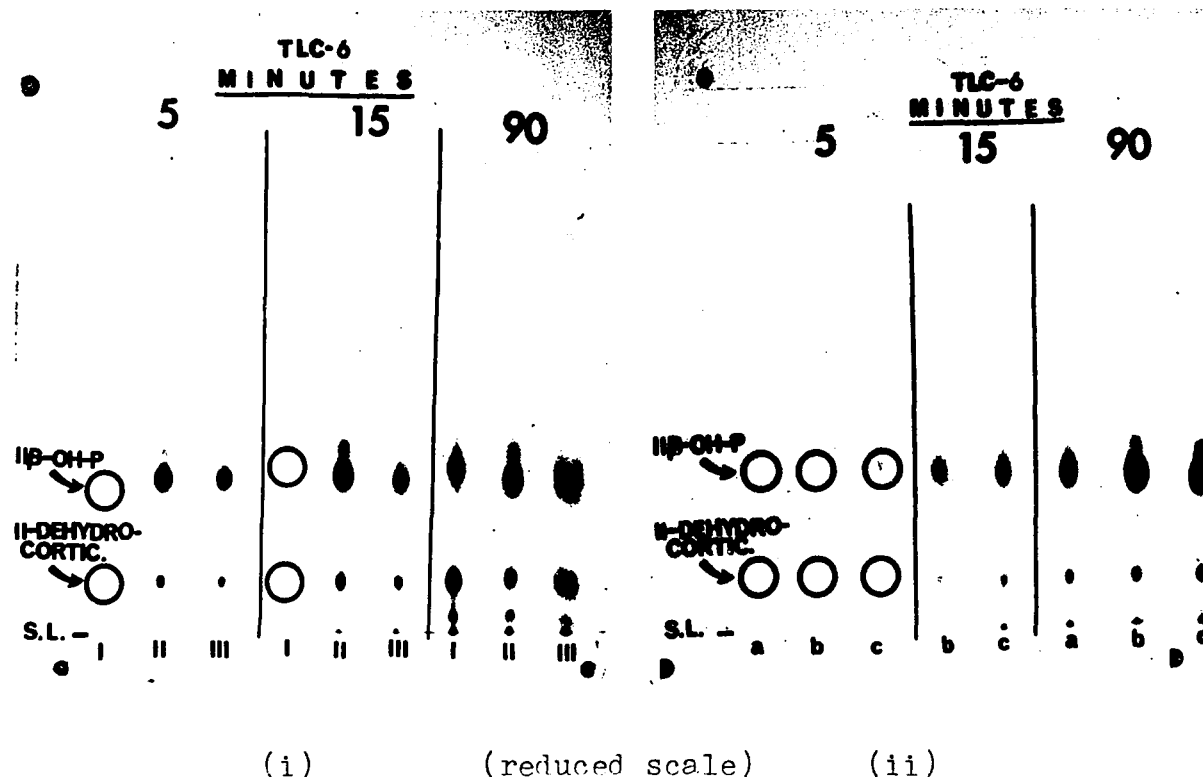 TLC-6
MINUTES
5 15 90
11β-OH-P
11-DEHYDRO-
CORTIC.
S.L. –
I II III I II III I II III
TLC-6
MINUTES
5 15 90
11β-OH-P
11-DEHYDRO-
CORTIC.
S.L. –
a b c b c a b c
(i) (reduced scale) (ii)